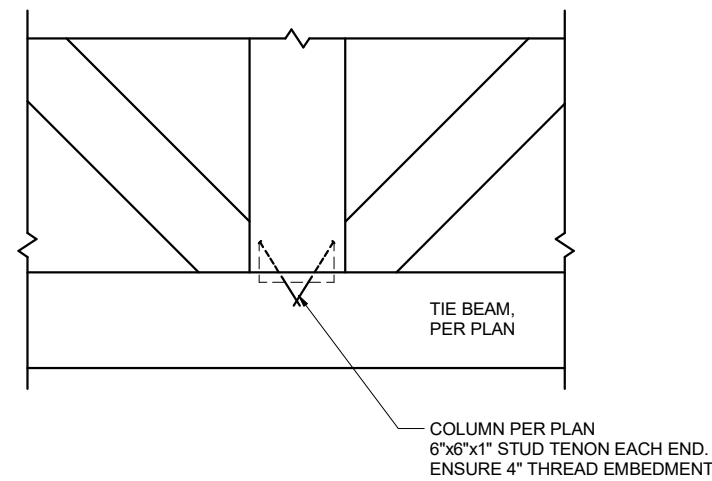 TIE BEAM,
PER PLAN
COLUMN PER PLAN
6"x6"x1" STUD TENON EACH END.
ENSURE 4" THREAD EMBEDMENT